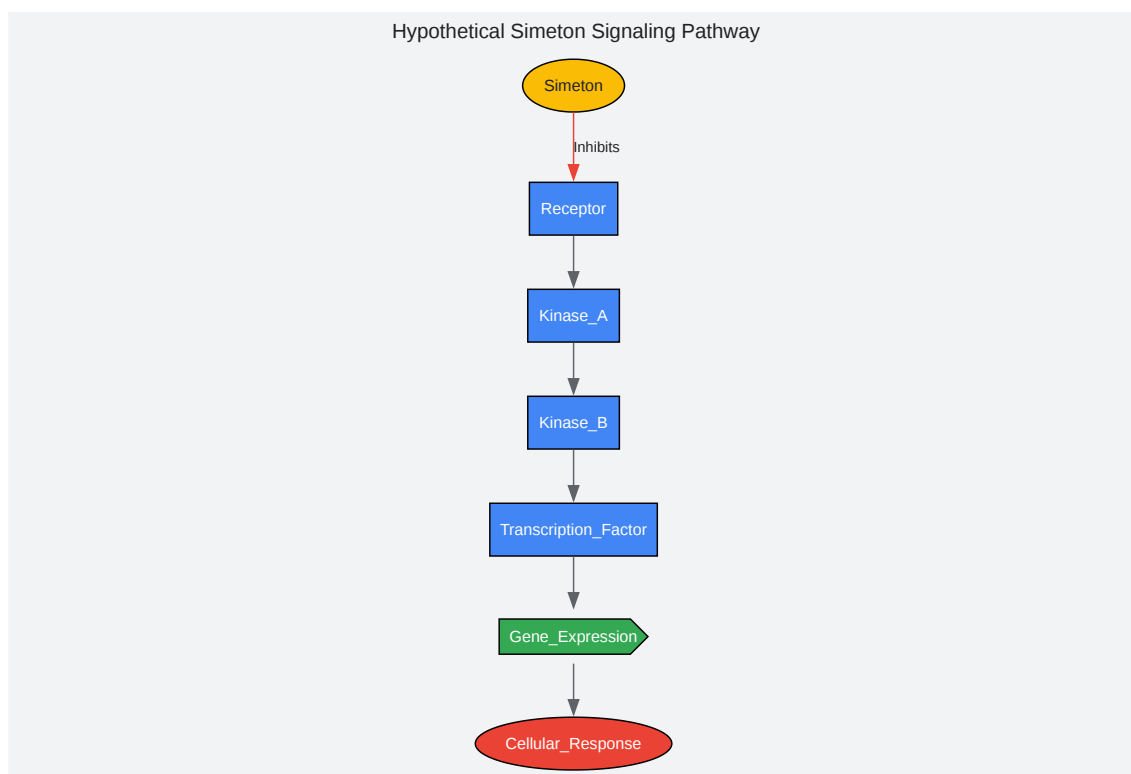 Hypothetical Simeton Signaling Pathway
Simeton
Inhibits
Receptor
Kinase_A
Kinase_B
Transcription_Factor
Gene_Expression
Cellular_Response